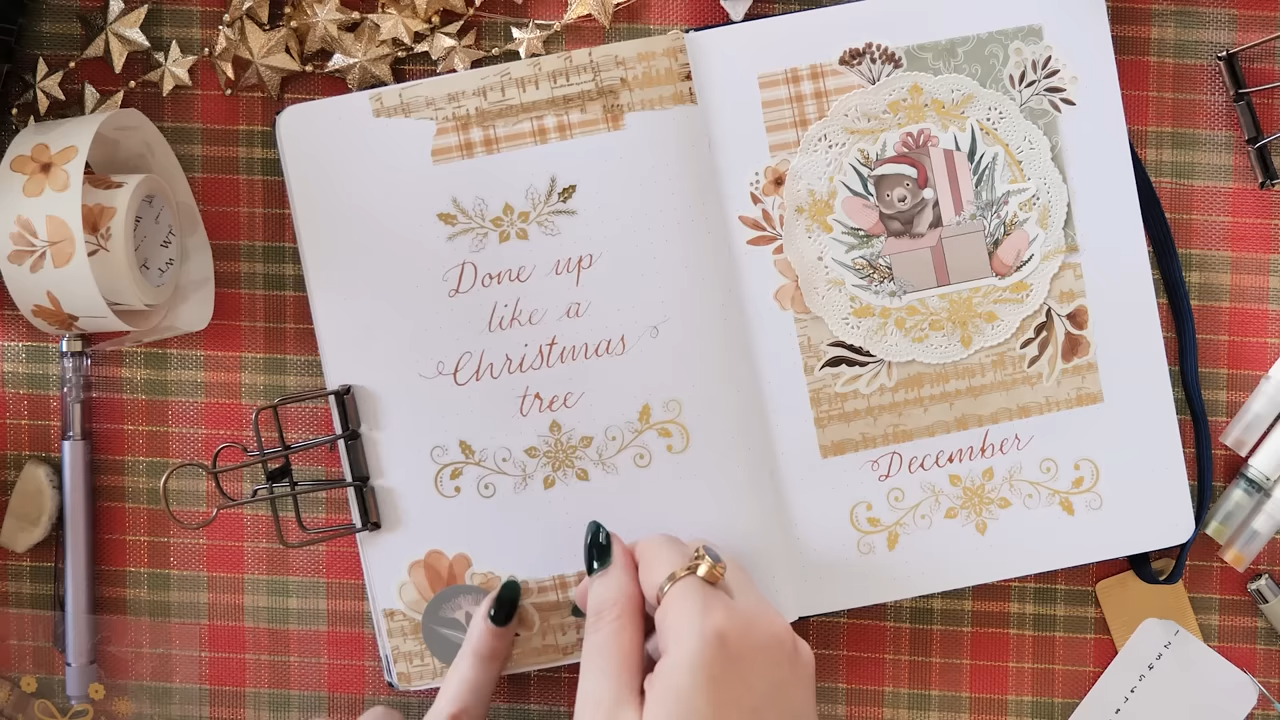 Done up
like a
Christmas
tree
December